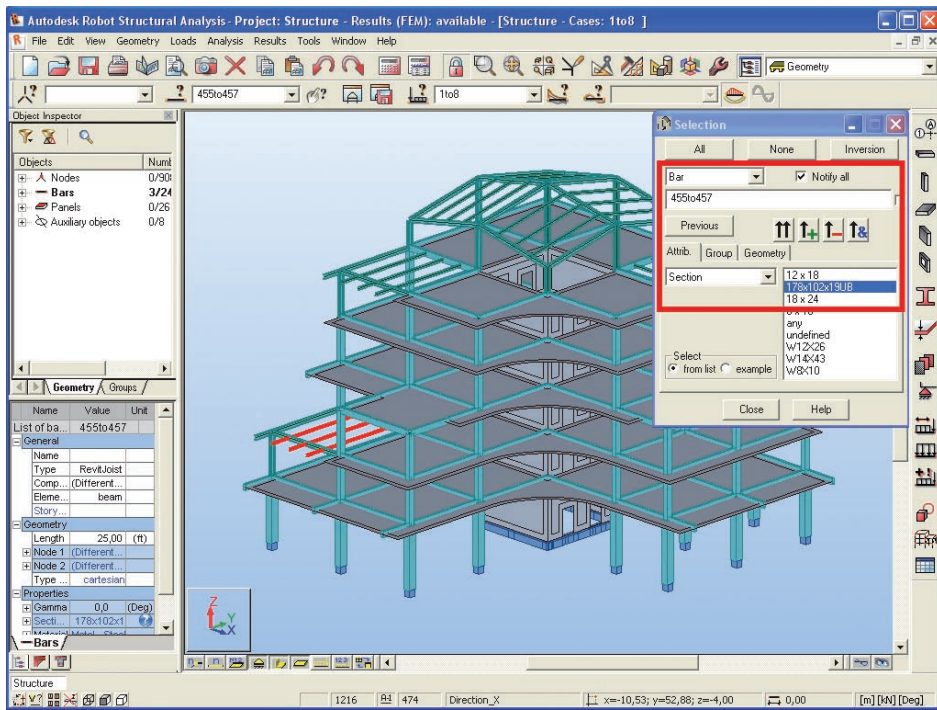 Autodesk Robot Structural Analysis - Project: Structure - Results (FEM): available - [Structure - Cases: 1to8 ]
File Edit View Geometry Loads Analysis Results Tools Window Help
Geometry
455to457
1to8
Object Inspector
Objects
Nodes 0/90
Bars 3/24
Panels 0/26
Auxiliary objects 0/8
Geometry Groups
Name Value Unit
List of ba... 455to457
General
Name
Type RevitJoist
Comp... (Different...
Eleme... beam
Story...
Geometry
Length 25,00 (ft)
Node 1 (Different...
Node 2 (Different...
Type ... cartesian
Properties
Gamma 0,0 (Deg)
Secti... 178x102x1
Bars
Selection
All None Inversion
Bar Notify all
455to457
Previous
Attrib. Group Geometry
Section
12 x 18
178x102x19UB
18 x 24
any
undefined
W12X26
W14X43
W8X10
Select
from list example
Close Help
Z
Y
X
Structure
1216 474 Direction_X x=-10,53; y=52,88; z=-4,00 0,00 [m] [kN] [Deg]